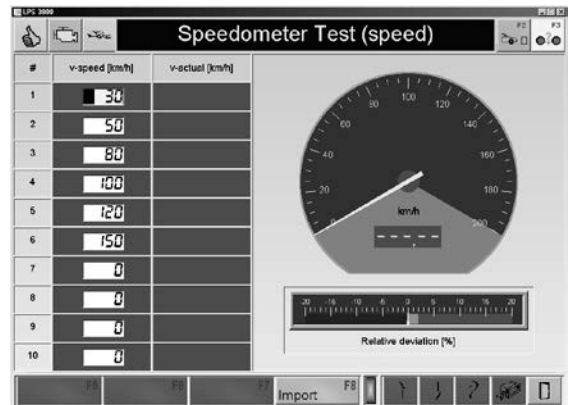 LPS 3000
Speedometer Test (speed)
F2
F3
# v-speed [km/h] v-actual [km/h]
1 30
2 50
3 80
4 100
5 120
6 150
7 0
8 0
9 0
10 0
0 20 40 60 80 100 120 140 160 180 200
km/h
- - - - , -
-20 -16 -10 -5 0 5 10 16 20
Relative deviation [%]
F5
F6
F7
Import F8